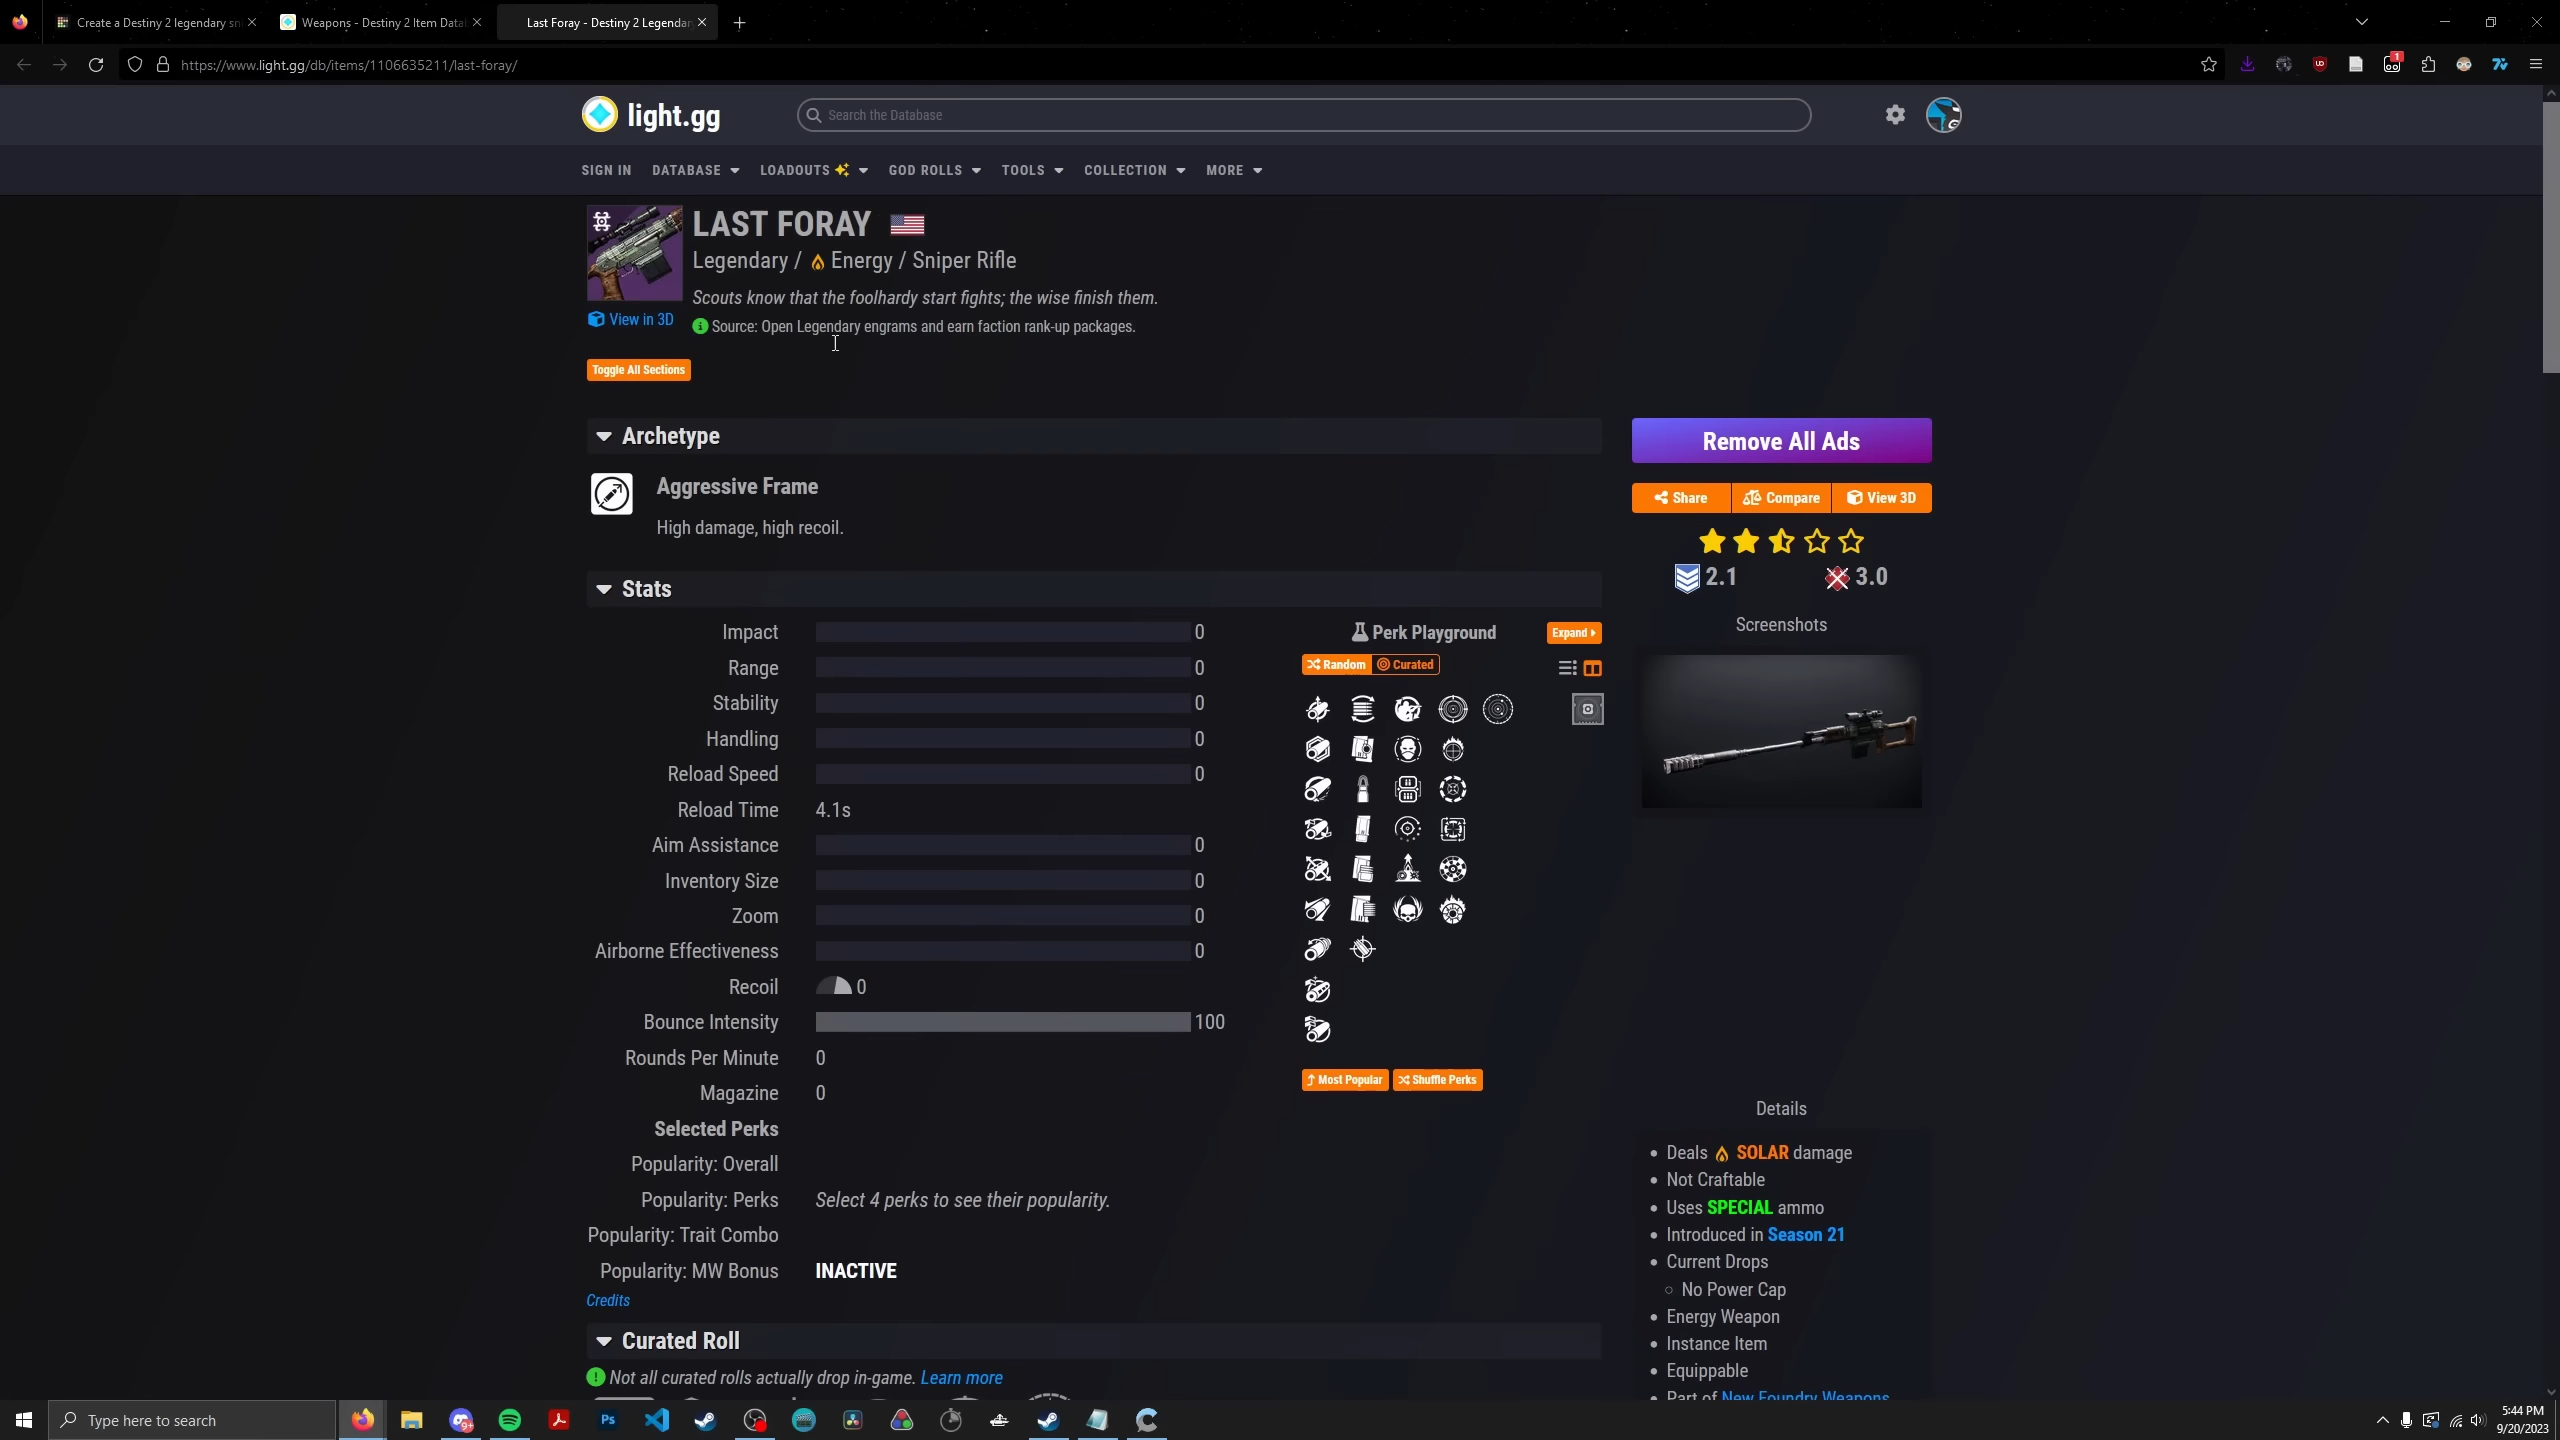 Create a Destiny 2 legendary sn
Weapons - Destiny 2 Item Data
Last Foray - Destiny 2 Legendar
https://www.light.gg/db/items/1106635211/last-foray/
1
light.gg
Search the Database
SIGN IN
DATABASE
LOADOUTS
GOD ROLLS
TOOLS
COLLECTION
MORE
LAST FORAY
Legendary / Energy / Sniper Rifle
Scouts know that the foolhardy start fights; the wise finish them.
View in 3D
Source: Open Legendary engrams and earn faction rank-up packages.
Toggle All Sections
Archetype
Remove All Ads
Aggressive Frame
High damage, high recoil.
Share
Compare
View 3D
2.1
3.0
Stats
Screenshots
Impact 0
Range 0
Stability 0
Handling 0
Reload Speed 0
Reload Time 4.1s
Aim Assistance 0
Inventory Size 0
Zoom 0
Airborne Effectiveness 0
Recoil 0
Bounce Intensity 100
Rounds Per Minute 0
Magazine 0
Selected Perks
Popularity: Overall
Popularity: Perks Select 4 perks to see their popularity.
Popularity: Trait Combo
Popularity: MW Bonus INACTIVE
Credits
Perk Playground
Expand
Random
Curated
Most Popular
Shuffle Perks
Details
Deals SOLAR damage
Not Craftable
Uses SPECIAL ammo
Introduced in Season 21
Current Drops
No Power Cap
Energy Weapon
Instance Item
Equippable
Part of New Foundry Weapons
Curated Roll
Not all curated rolls actually drop in-game. Learn more
Type here to search
9+
Ps
5:44 PM
9/20/2023